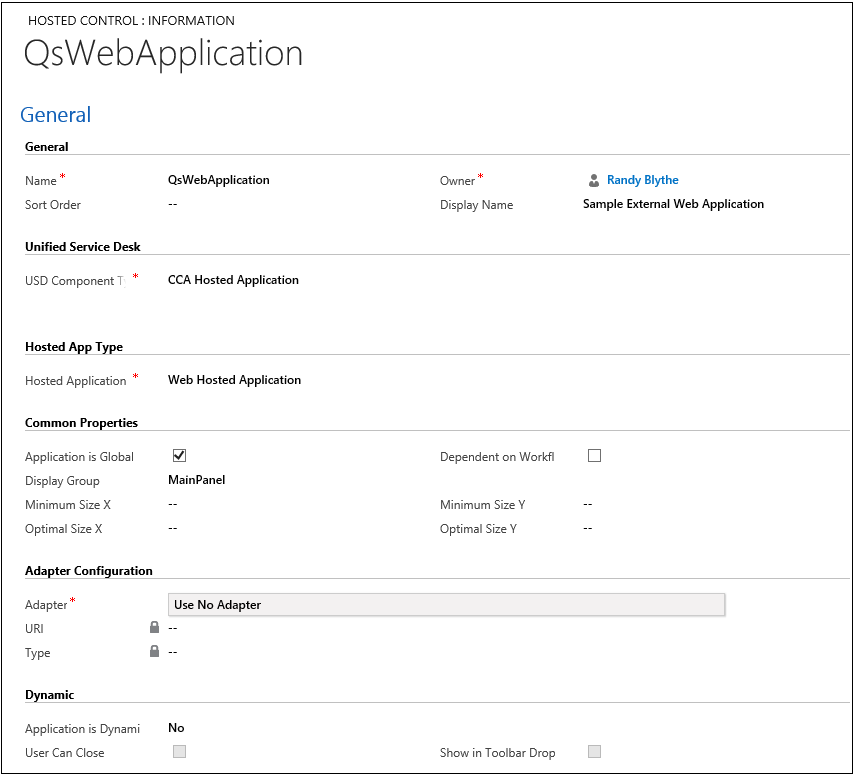 HOSTED CONTROL : INFORMATION
QsWebApplication
General
General
Name* QsWebApplication Owner* Randy Blythe
Sort Order -- Display Name Sample External Web Application
Unified Service Desk
USD Component T * CCA Hosted Application
Hosted App Type
Hosted Application * Web Hosted Application
Common Properties
Application is Global Dependent on Workfl
Display Group MainPanel
Minimum Size X -- Minimum Size Y --
Optimal Size X -- Optimal Size Y --
Adapter Configuration
Adapter* Use No Adapter
URI --
Type --
Dynamic
Application is Dynami No
User Can Close Show in Toolbar Drop